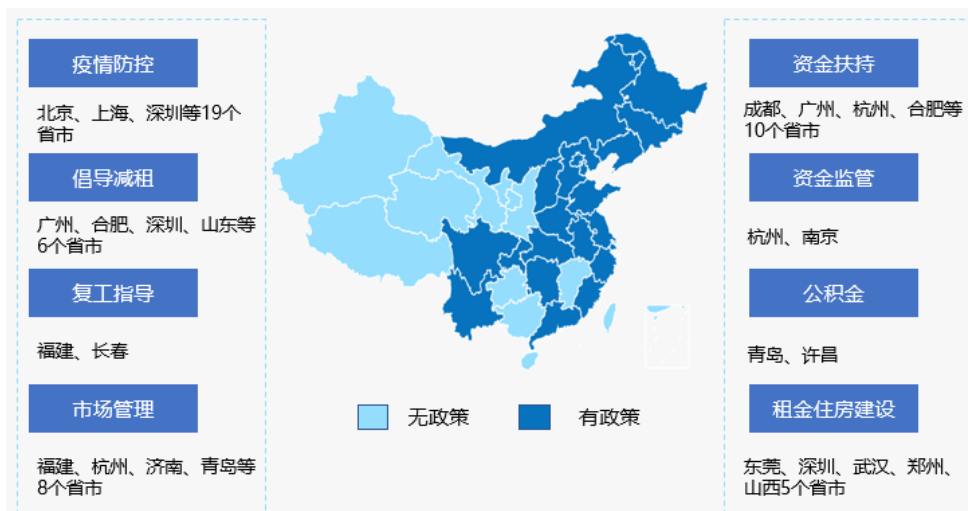 疫情防控
北京、上海、深圳等19个
省市
倡导减租
广州、合肥、深圳、山东等
6个省市
复工指导
福建、长春
市场管理
福建、杭州、济南、青岛等
8个省市
无政策
有政策
资金扶持
成都、广州、杭州、合肥等
10个省市
资金监管
杭州、南京
公积金
青岛、许昌
租金住房建设
东莞、深圳、武汉、郑州、
山西5个省市